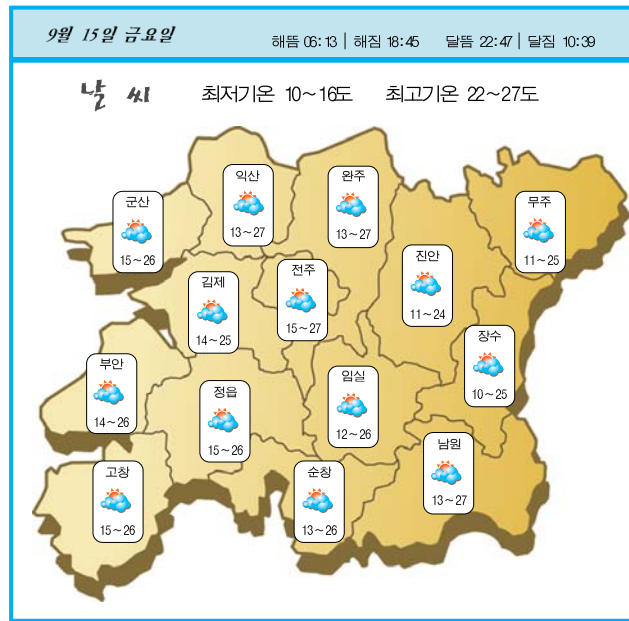 9월 15일 금요일
해뜸 06:13 | 해짐 18:45 달뜸 22:47 | 달짐 10:39
날 씨 최저기온 10~16도 최고기온 22~27도
익산
13~27
완주
13~27
군산
15~26
무주
11~25
진안
11~24
김제
14~25
전주
15~27
장수
10~25
부안
14~26
정읍
15~26
임실
12~26
남원
13~27
고창
15~26
순창
13~26